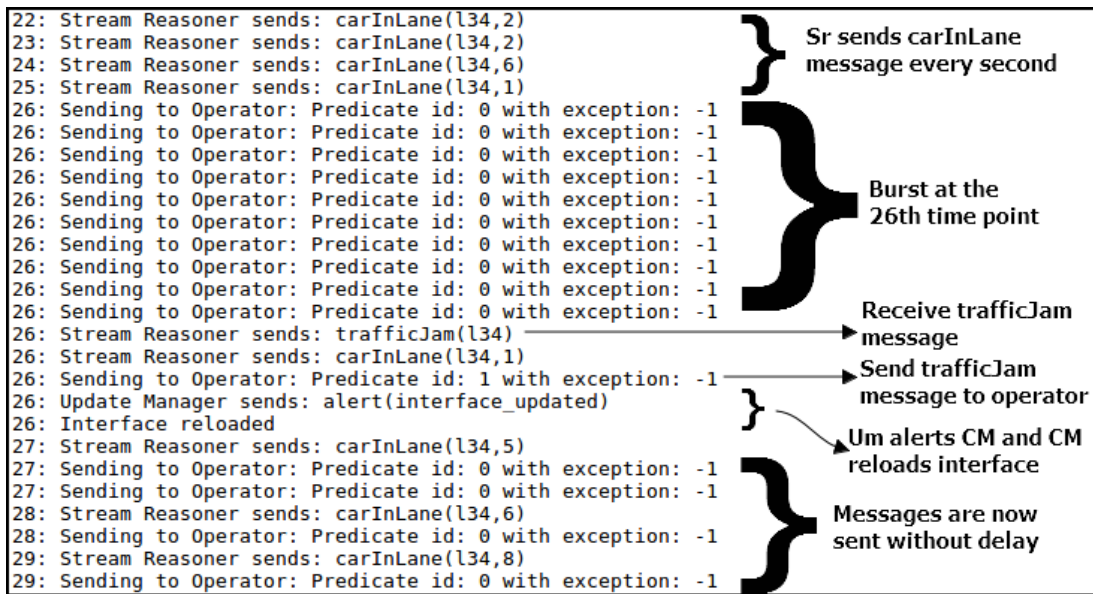 22: Stream Reasoner sends: carInLane(l34,2)
23: Stream Reasoner sends: carInLane(l34,2)
24: Stream Reasoner sends: carInLane(l34,6)
25: Stream Reasoner sends: carInLane(l34,1)
Sr sends carInLane
message every second
26: Sending to Operator: Predicate id: 0 with exception: -1
26: Sending to Operator: Predicate id: 0 with exception: -1
26: Sending to Operator: Predicate id: 0 with exception: -1
26: Sending to Operator: Predicate id: 0 with exception: -1
26: Sending to Operator: Predicate id: 0 with exception: -1
26: Sending to Operator: Predicate id: 0 with exception: -1
26: Sending to Operator: Predicate id: 0 with exception: -1
26: Sending to Operator: Predicate id: 0 with exception: -1
26: Sending to Operator: Predicate id: 0 with exception: -1
26: Sending to Operator: Predicate id: 0 with exception: -1
Burst at the
26th time point
26: Stream Reasoner sends: trafficJam(l34)
Receive trafficJam
message
26: Stream Reasoner sends: carInLane(l34,1)
26: Sending to Operator: Predicate id: 1 with exception: -1
Send trafficJam
message to operator
26: Update Manager sends: alert(interface_updated)
26: Interface reloaded
Um alerts CM and CM
reloads interface
27: Stream Reasoner sends: carInLane(l34,5)
27: Sending to Operator: Predicate id: 0 with exception: -1
27: Sending to Operator: Predicate id: 0 with exception: -1
28: Stream Reasoner sends: carInLane(l34,6)
28: Sending to Operator: Predicate id: 0 with exception: -1
29: Stream Reasoner sends: carInLane(l34,8)
29: Sending to Operator: Predicate id: 0 with exception: -1
Messages are now
sent without delay